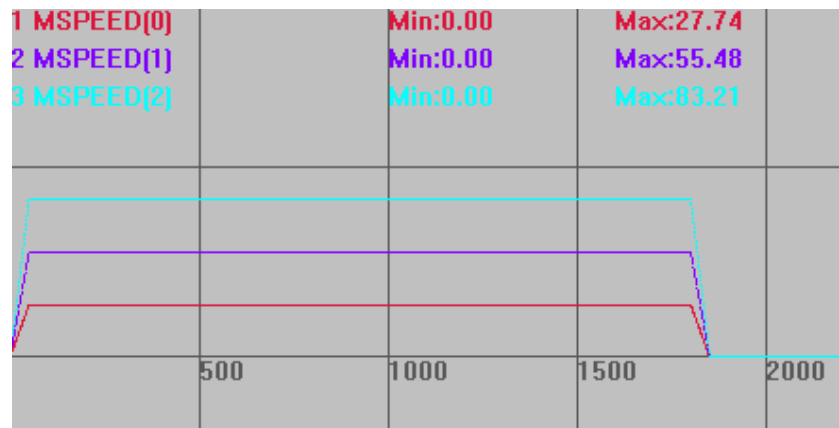 1 MSPEED(0) Min:0.00 Max:27.74
2 MSPEED(1) Min:0.00 Max:55.48
3 MSPEED(2) Min:0.00 Max:83.21
500 1000 1500 2000